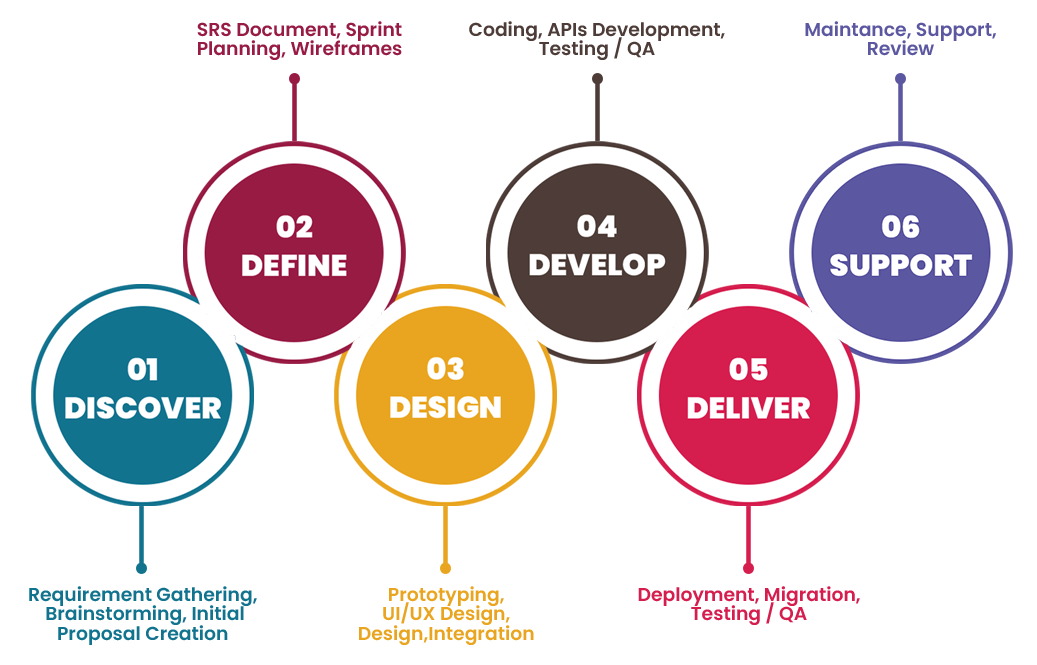 SRS Document, Sprint
Planning, Wireframes
Coding, APIs Development,
Testing / QA
Maintance, Support,
Review
02
DEFINE
04
DEVELOP
06
SUPPORT
01
DISCOVER
03
DESIGN
05
DELIVER
Requirement Gathering,
Brainstorming, Initial
Proposal Creation
Prototyping,
UI/UX Design,
Design,Integration
Deployment, Migration,
Testing / QA